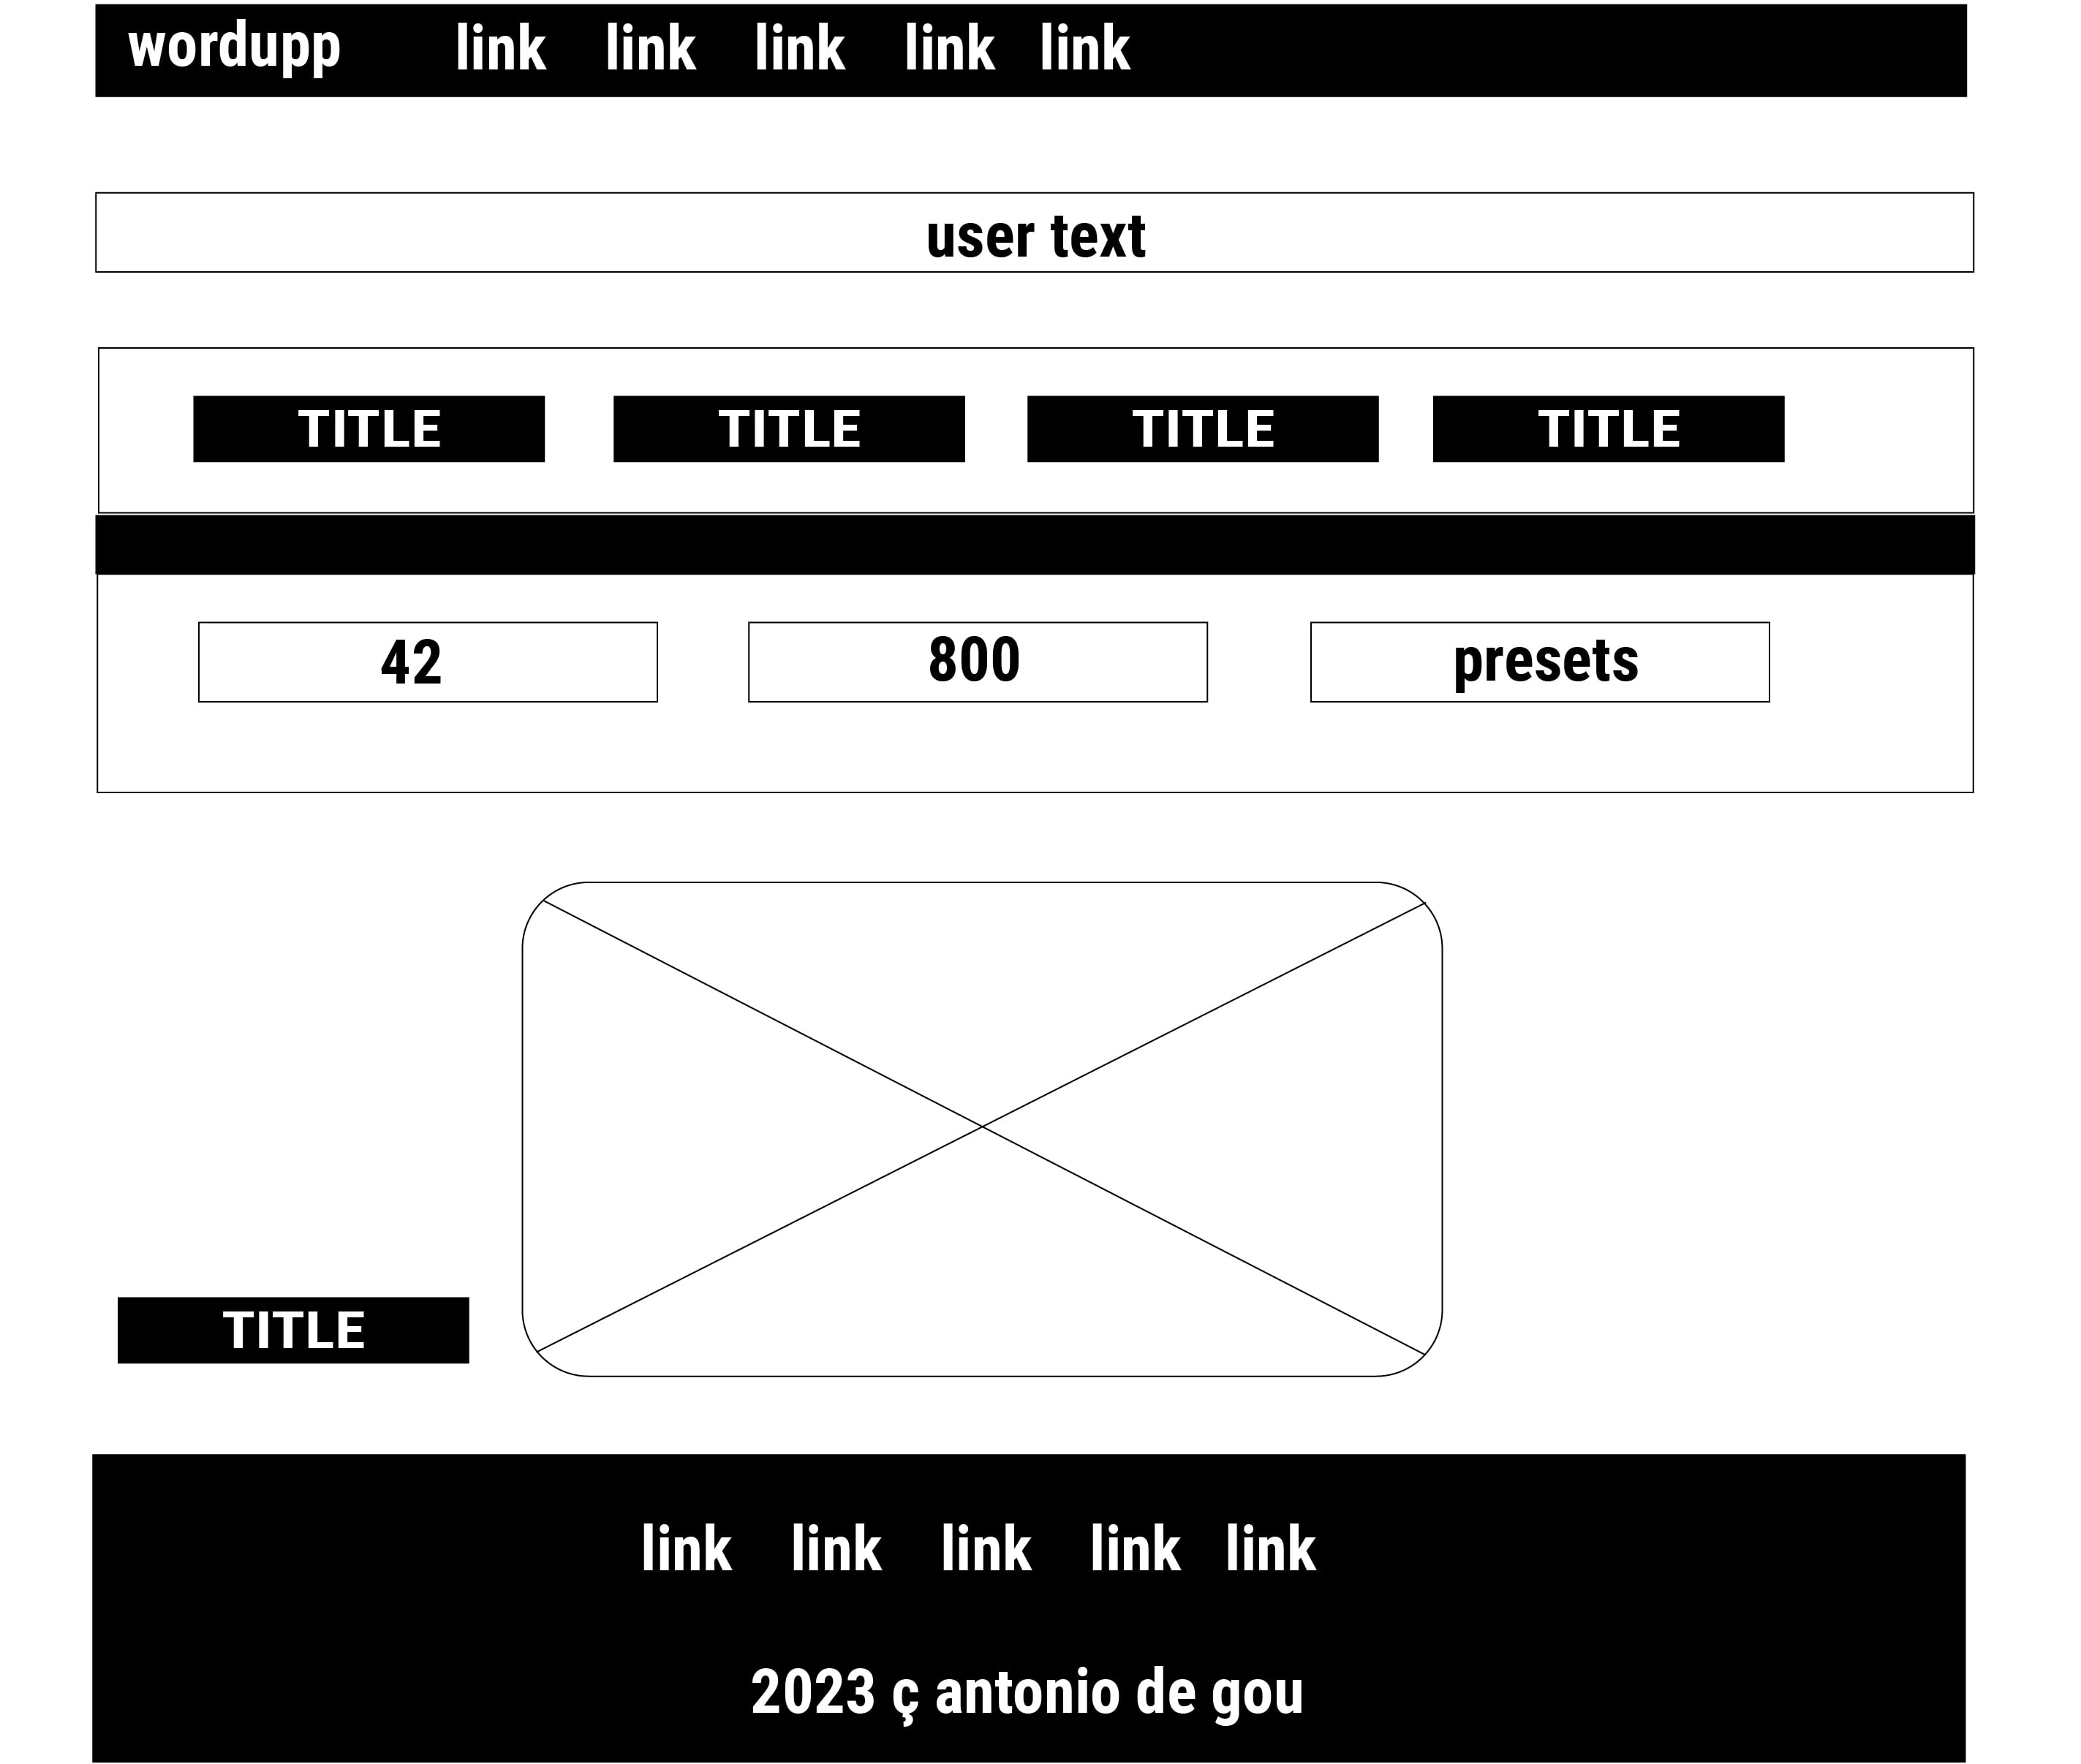 wordupp link link link link link
user text
TITLE TITLE TITLE TITLE
42 800 presets
TITLE
link link link link link
2023 ç antonio de gou